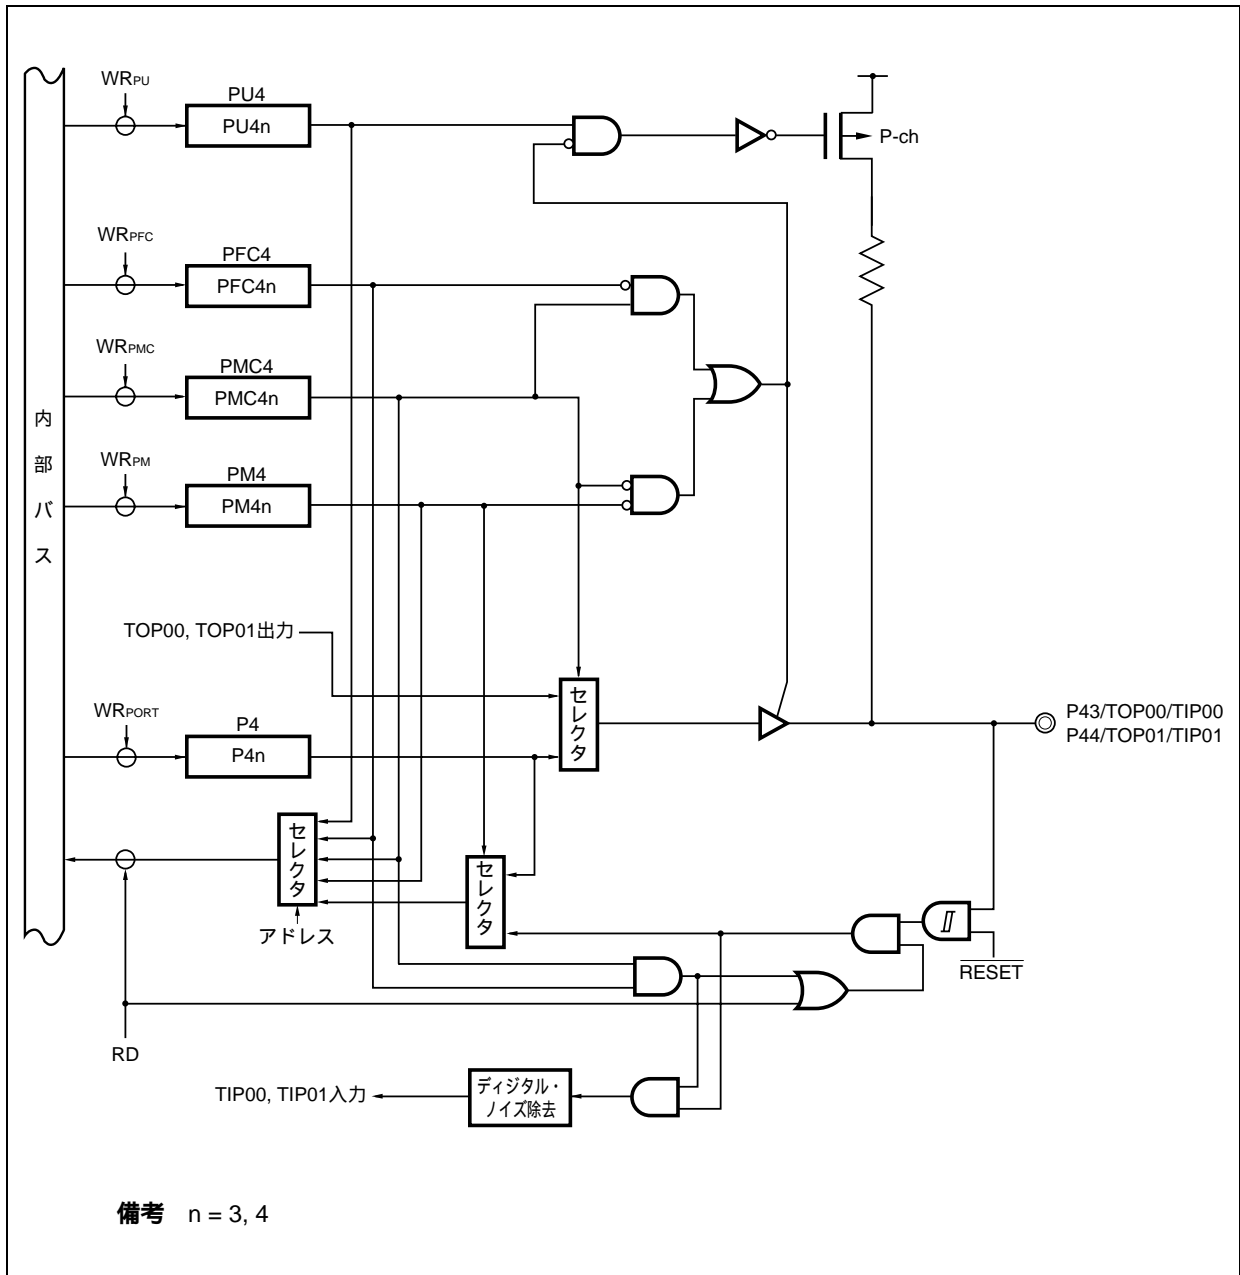 WRPU
PU4
PU4n
P-ch
WRPFC
PFC4
PFC4n
WRPMC
PMC4
PMC4n
内部バス
WRPM
PM4
PM4n
TOP00, TOP01出力
セレクタ
WRPORT
P4
P4n
P43/TOP00/TIP00
P44/TOP01/TIP01
セレクタ
セレクタ
アドレス
RESET
RD
TIP00, TIP01入力
ディジタル・
ノイズ除去
備考 n = 3, 4